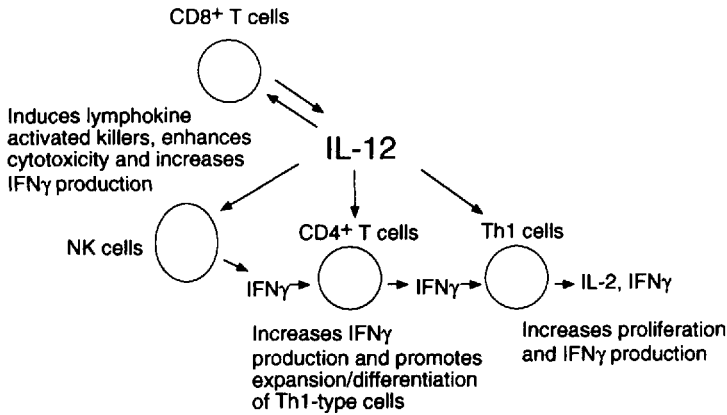 CD8+ T cells
Induces lymphokine
activated killers, enhances
cytotoxicity and increases
IFNγ production
IL-12
NK cells
CD4+ T cells
Th1 cells
IFNγ
IFNγ
IL-2, IFNγ
Increases IFNγ
production and promotes
expansion/differentiation
of Th1-type cells
Increases proliferation
and IFNγ production